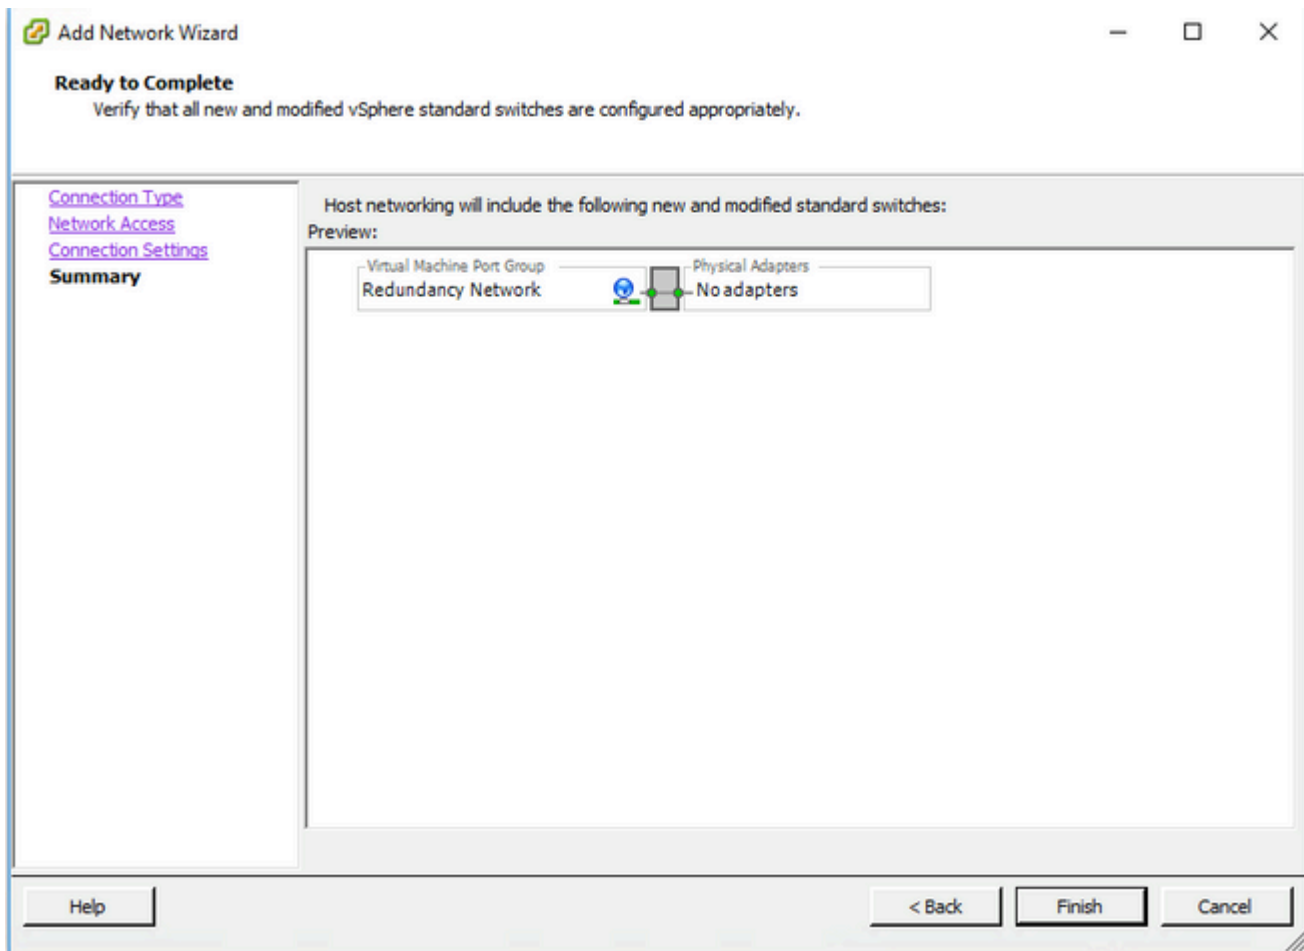 Add Network Wizard
Ready to Complete
Verify that all new and modified vSphere standard switches are configured appropriately.
Connection Type
Network Access
Connection Settings
Summary
Host networking will include the following new and modified standard switches:
Preview:
Virtual Machine Port Group
Redundancy Network
Physical Adapters
No adapters
Help
< Back
Finish
Cancel